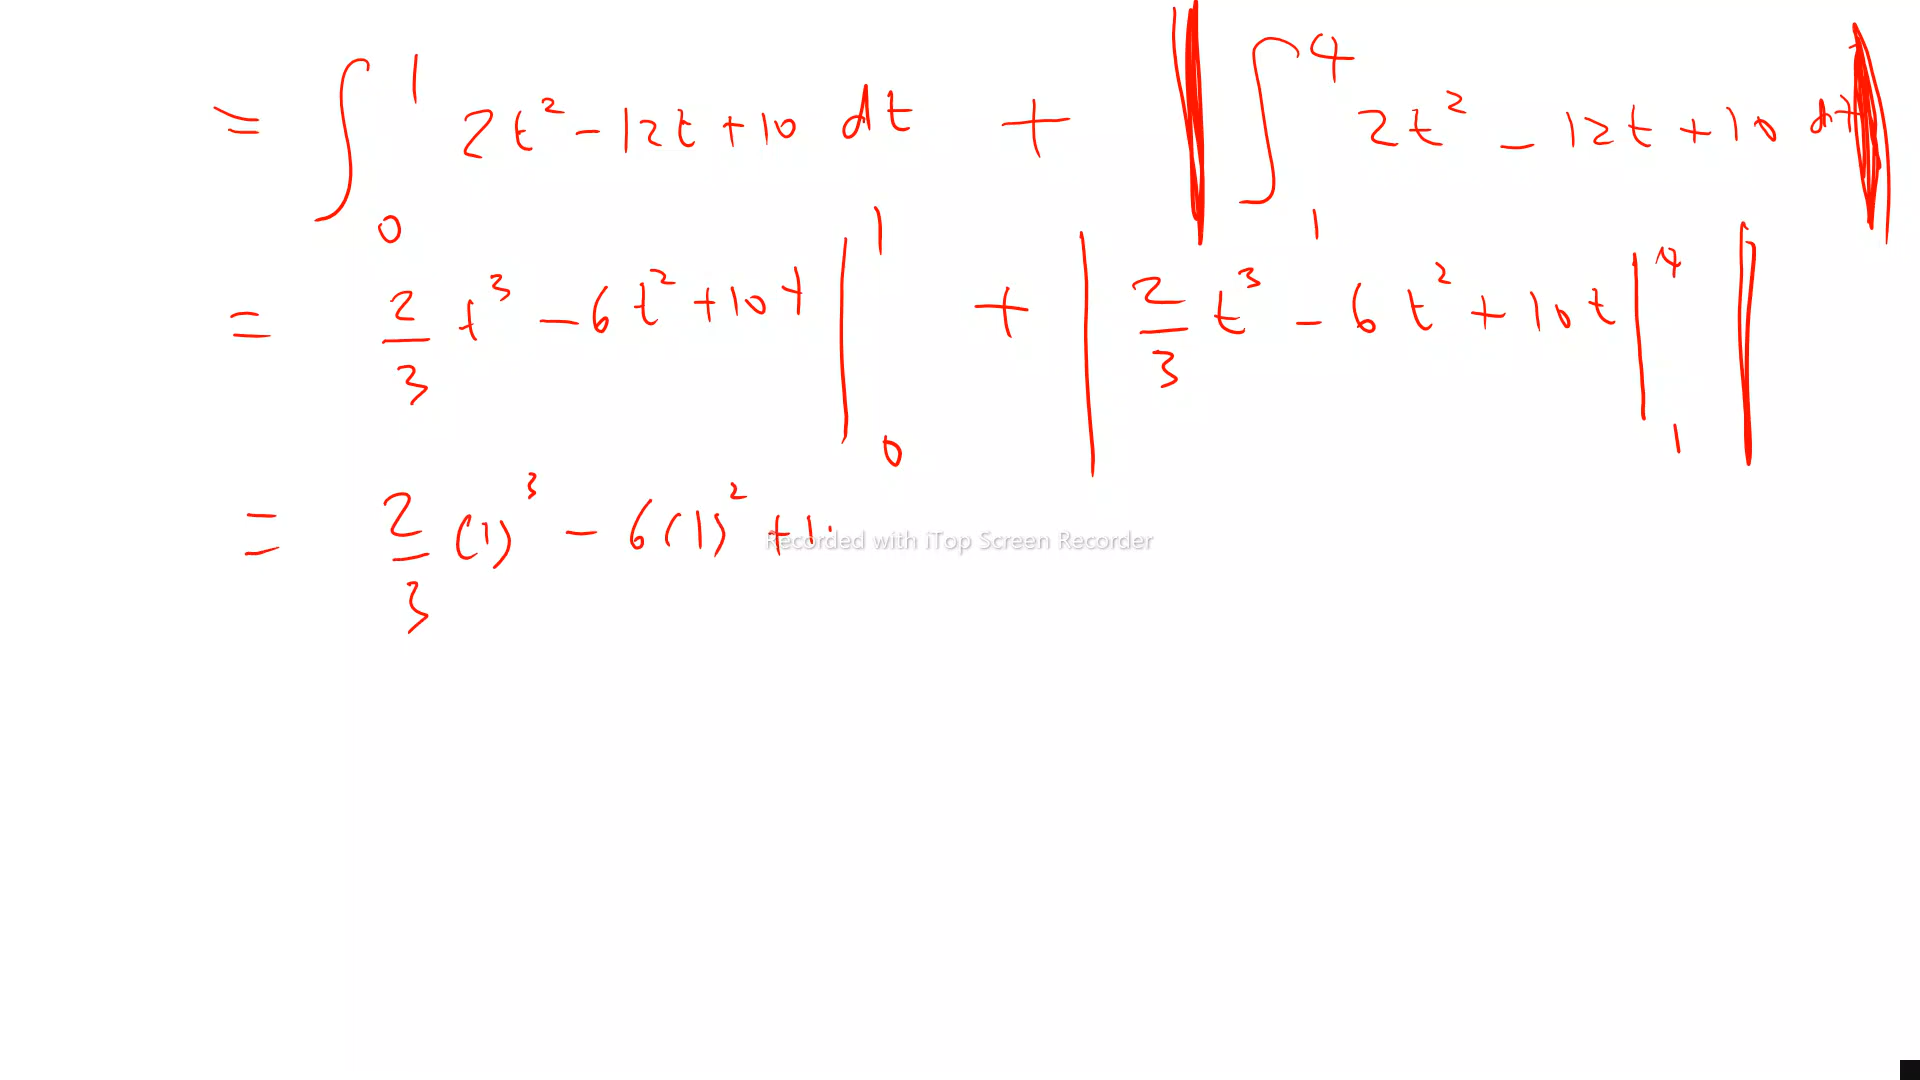 = ∫₀¹ 2t² - 12t + 10 dt + | ∫₁⁴ 2t² - 12t + 10 dt |
= 2/3 t³ - 6t² + 10t |₀¹ + | 2/3 t³ - 6t² + 10t |₁⁴ |
= 2/3 (1)³ - 6(1)² + 1
Recorded with iTop Screen Recorder